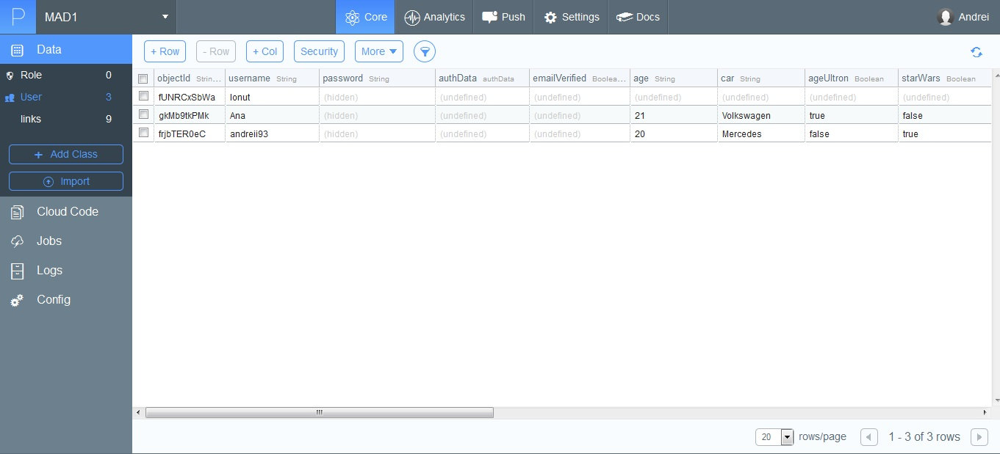 P MAD1 Core Analytics Push Settings Docs Andrei
Data
+ Row - Row + Col Security More
Role 0
User 3
links 9
+ Add Class
Import
Cloud Code
Jobs
Logs
Config
objectId Strin... username String password String authData authData emailVerified Boolea... age String car String ageUltron Boolean starWars Boolean
fUNRCxSbWa Ionut (hidden) (undefined) (undefined) (undefined) (undefined) (undefined) (undefined)
gkMb9tkPMk Ana (hidden) (undefined) (undefined) 21 Volkswagen true false
frjbTER0eC andreii93 (hidden) (undefined) (undefined) 20 Mercedes false true
20 rows/page 1 - 3 of 3 rows